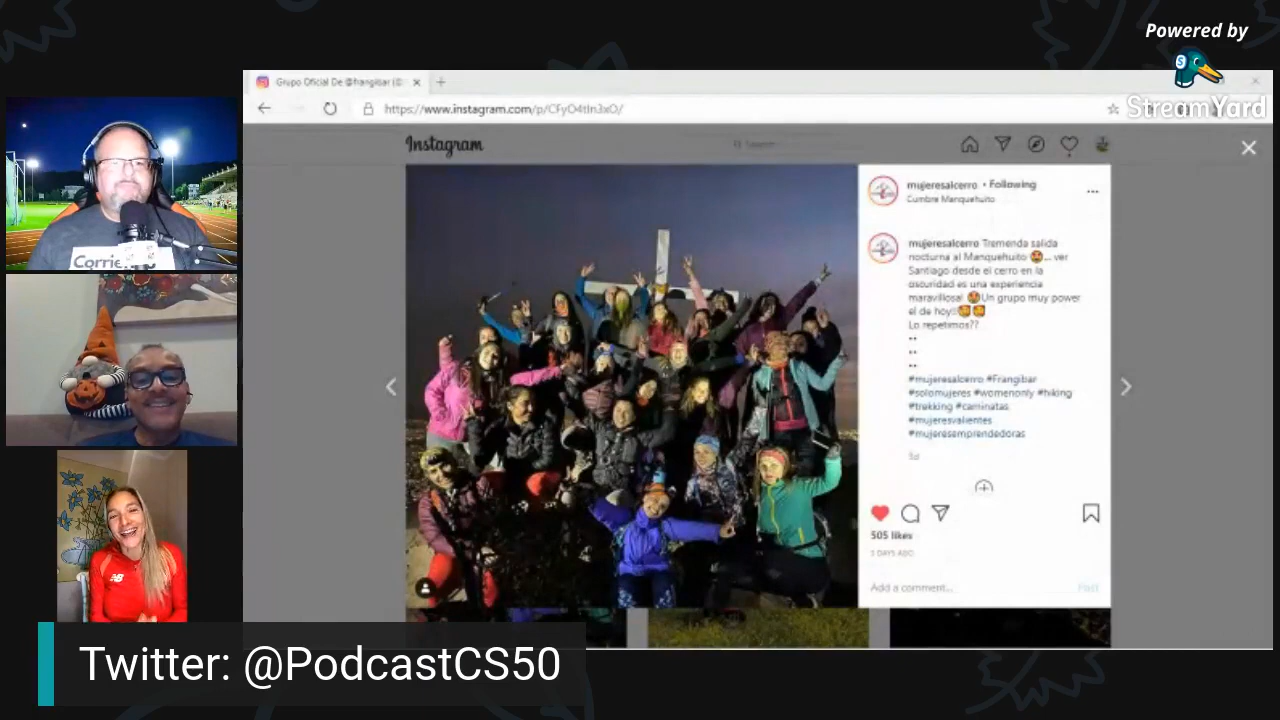 Powered by
StreamYard
Grupo Oficial De @frangibar (@
https://www.instagram.com/p/CFyO4tln3xO/
Instagram
Search
mujeresalcerro • Following
Cumbre Manquehuito
mujeresalcerro Tremenda salida
nocturna al Manquehuito 🤩... ver
Santiago desde el cerro en la
oscuridad es una experiencia
maravillosa! 🥰Un grupo muy power
el de hoy!!🥰🥰
Lo repetimos??
#mujeresalcerro #Frangibar
#solomujeres #womenonly #hiking
#trekking #caminatas
#mujeresvalientes
#mujeresemprendedoras
505 likes
DAYS AGO
Add a comment...
Post
NB
Twitter: @PodcastCS50